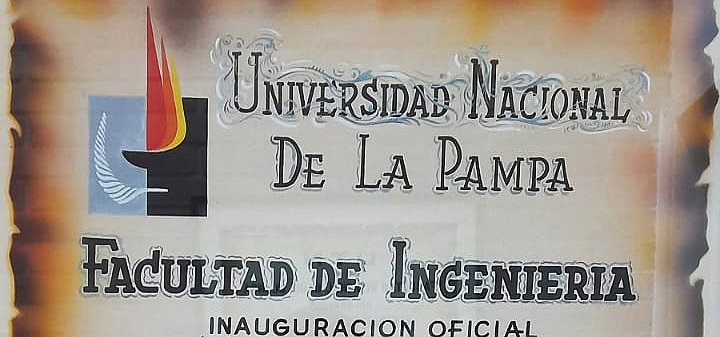 UNIVERSIDAD NACIONAL
DE LA PAMPA
FACULTAD DE INGENIERIA
INAUGURACION OFICIAL